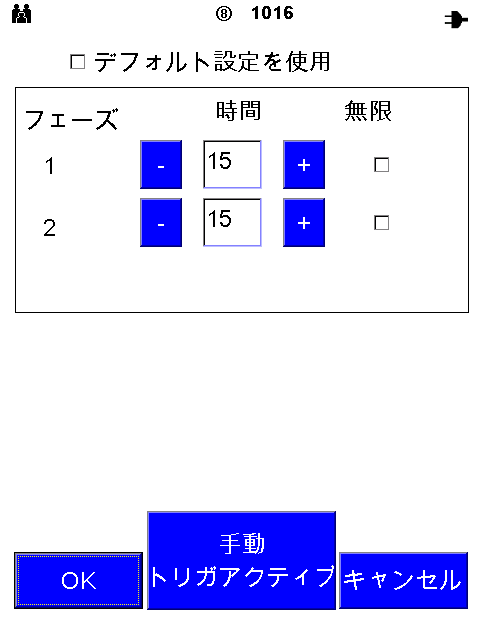 ⑧ 1016
デフォルト設定を使用
フェーズ 時間 無限
1 - 15 +
2 - 15 +
手動
トリガアクティブ
OK
キャンセル